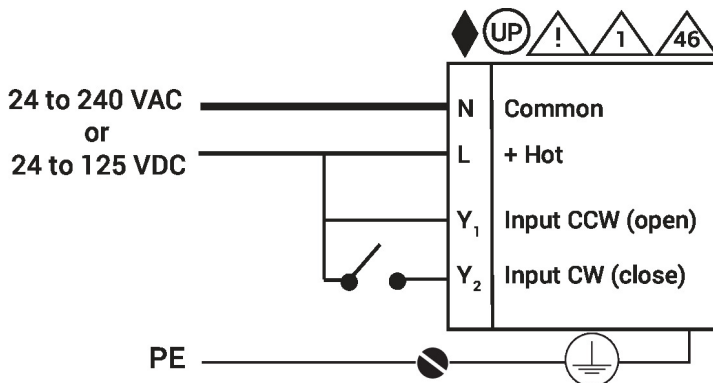 UP ! 1 46
24 to 240 VAC
or
24 to 125 VDC
N Common
L + Hot
Y₁ Input CCW (open)
Y₂ Input CW (close)
PE